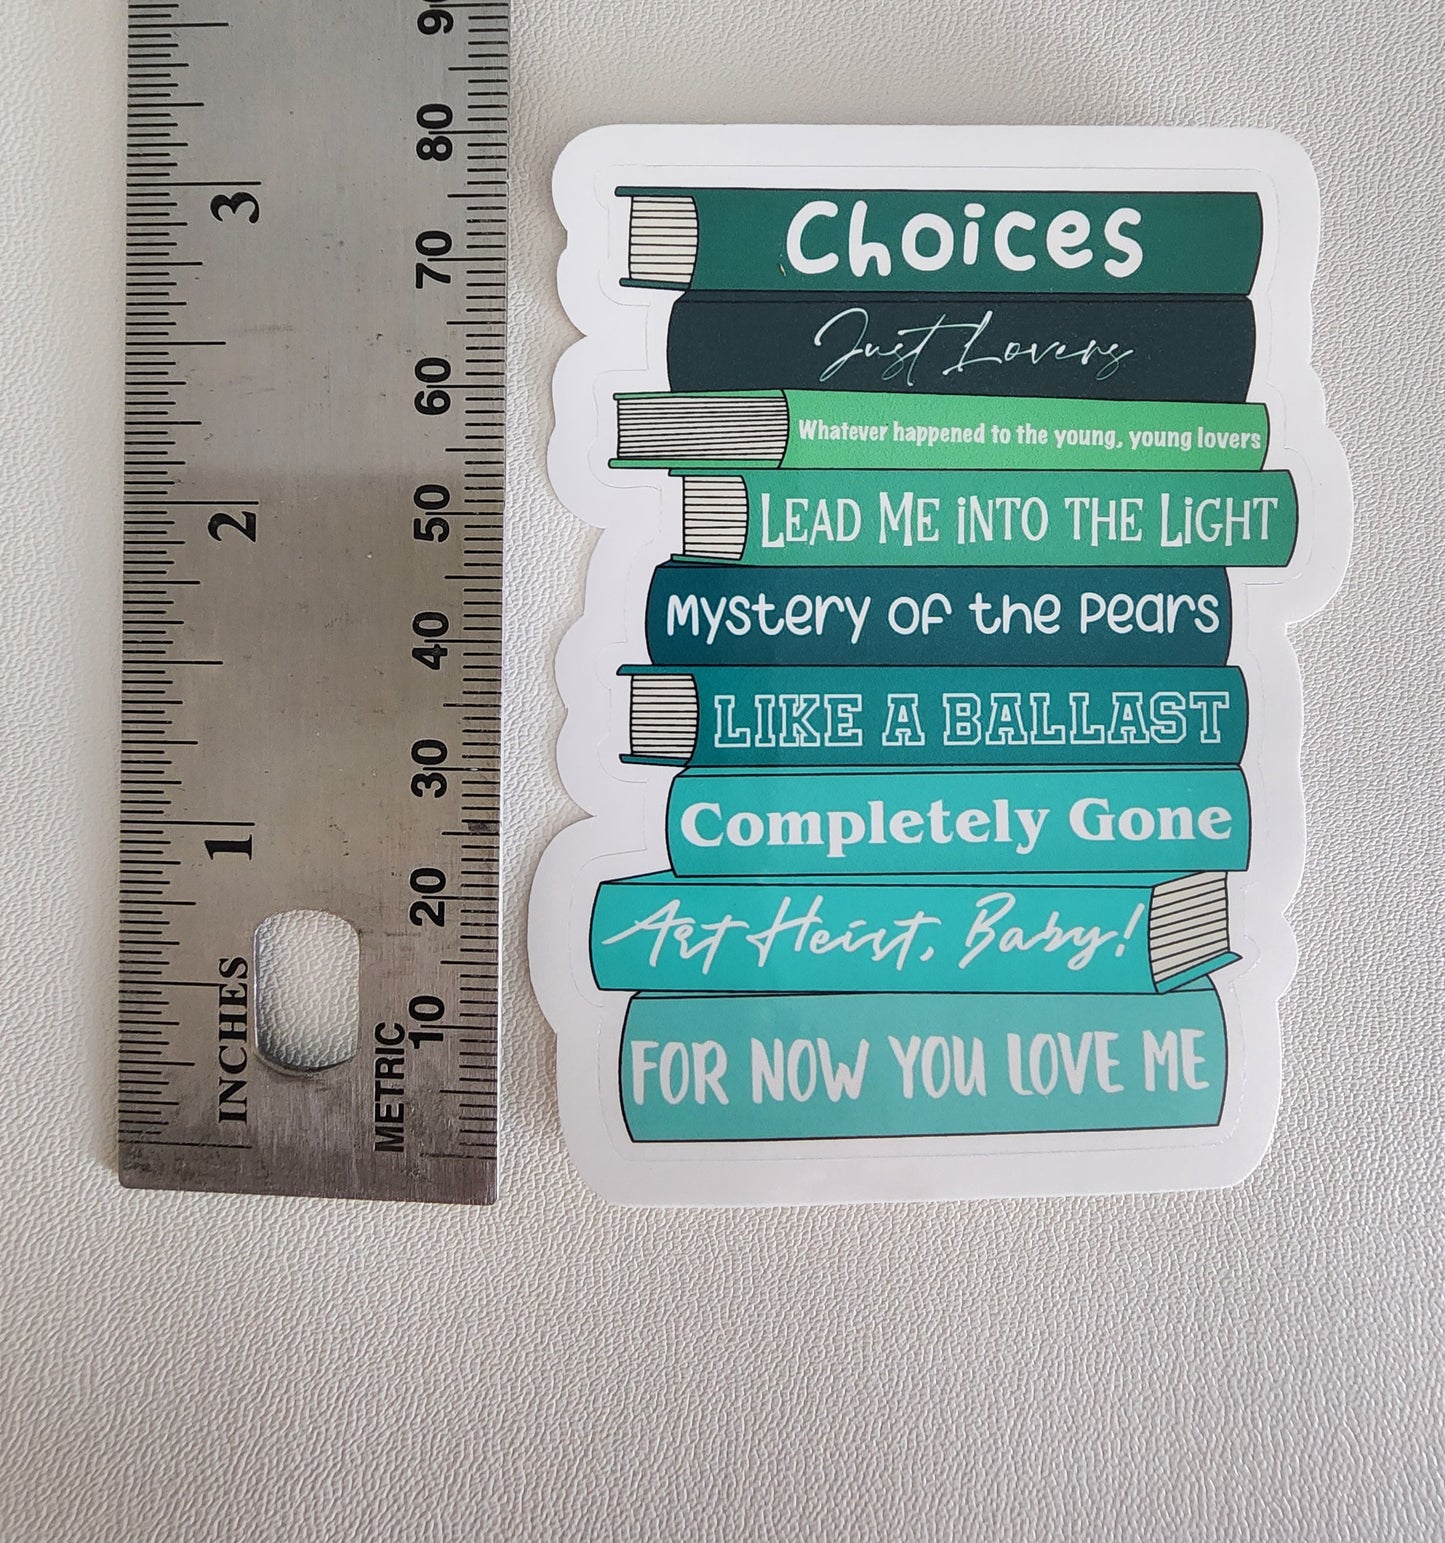 Choices
Just Lovers
Whatever happened to the young, young lovers
LEAD ME iNTO THE LiGHT
Mystery of the Pears
LIKE A BALLAST
Completely Gone
Art Heist, Baby!
FOR NOW YOU LOVE ME
INCHES
1
2
3
METRIC
10
20
30
40
50
60
70
80